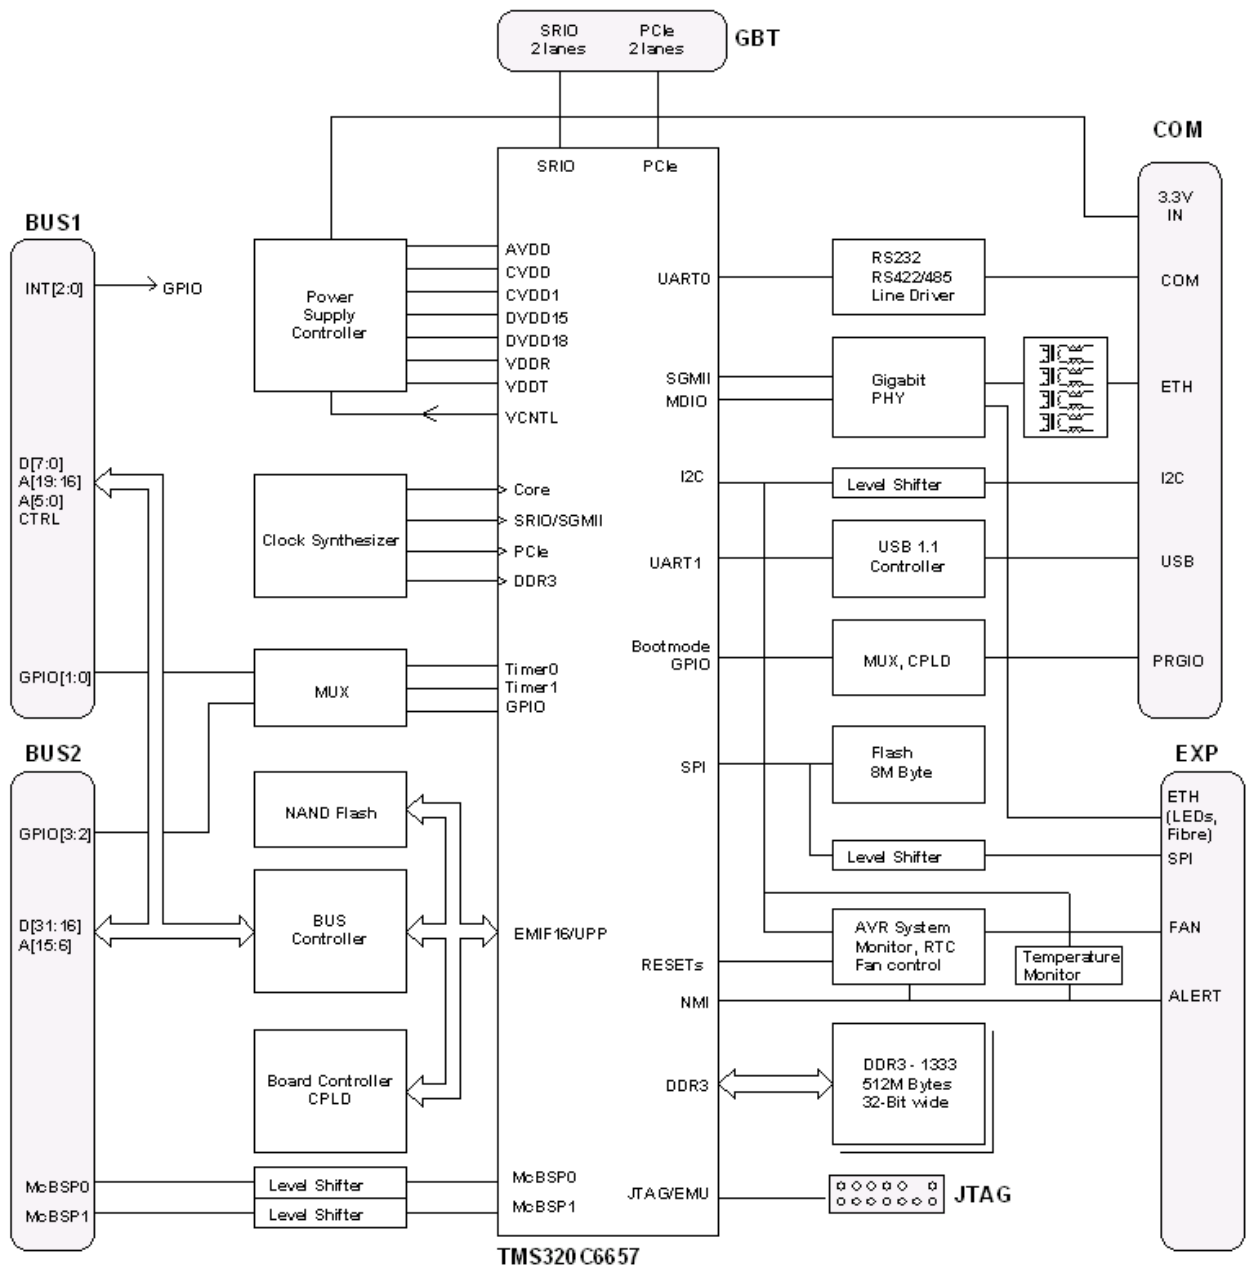 SRIO
2 lanes
PCIe
2 lanes
GBT
COM
SRIO
PCIe
3.3V
IN
BUS1
INT[2:0]
GPIO
Power
Supply
Controller
AVDD
CVDD
CVDD1
DVDD15
DVDD18
VDDR
VDDT
VCNTL
UART0
RS232
RS422/485
Line Driver
COM
SGMII
MDIO
Gigabit
PHY
ETH
D[7:0]
A[19:16]
A[5:0]
CTRL
Clock Synthesizer
Core
SRIO/SGMII
PCIe
DDR3
I2C
Level Shifter
I2C
UART1
USB 1.1
Controller
USB
GPIO[1:0]
MUX
Timer0
Timer1
GPIO
Bootmode
GPIO
MUX, CPLD
PRGIO
BUS2
GPIO[3:2]
NAND Flash
SPI
Flash
8M Byte
EXP
ETH
(LEDs,
Fibre)
SPI
Level Shifter
D[31:16]
A[15:6]
BUS
Controller
EMIF16/UPP
RESETs
AVR System
Monitor, RTC
Fan control
FAN
Temperature
Monitor
NMI
ALERT
Board Controller
CPLD
DDR3
DDR3 - 1333
512M Bytes
32-Bit wide
McBSP0
Level Shifter
McBSP0
McBSP1
Level Shifter
McBSP1
JTAG/EMU
JTAG
TMS320C6657